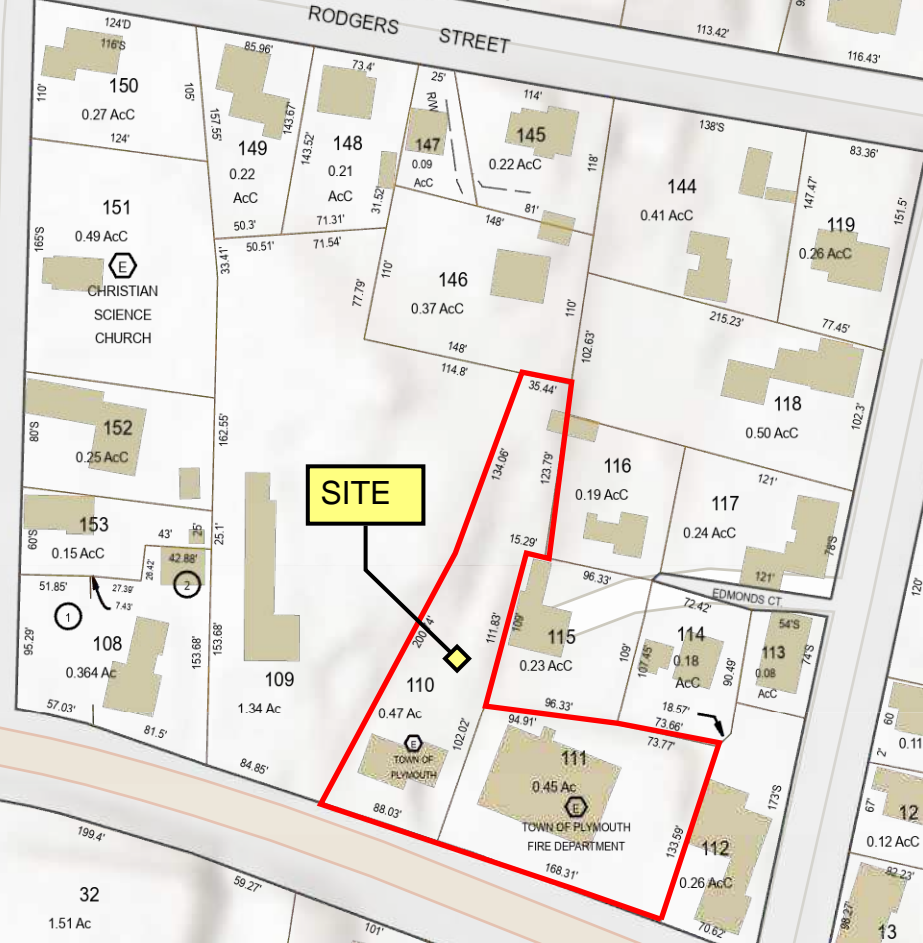 RODGERS STREET
124'D
116'S
110'
150
0.27 AcC
105'
124'
85.96'
157.55'
143.67'
149
0.22
AcC
50.3'
73.4'
143.52'
148
0.21
AcC
31.52'
71.31'
25'
147
0.09
AcC
114'
145
0.22 AcC
118'
81'
113.42'
116.43'
138'S
144
0.41 AcC
147.47'
83.36'
119
0.26 AcC
151.5'
77.45'
215.23'
151
0.49 AcC
165'S
E
CHRISTIAN
SCIENCE
CHURCH
33.41'
50.51'
71.54'
77.79'
110'
148'
146
0.37 AcC
110'
148'
114.8'
102.63'
35.44'
118
0.50 AcC
102.3'
121'
152
0.25 AcC
80'S
162.55'
SITE
134.06'
123.79'
116
0.19 AcC
117
0.24 AcC
78'S
121'
153
0.15 AcC
60'S
43'
25'
25.1'
26.42'
42.88'
2
51.85'
27.39'
7.43'
1
108
0.364 Ac
95.29'
57.03'
81.5'
153.68'
153.68'
109
1.34 Ac
84.85'
15.29'
96.33'
EDMONDS CT.
111.83'
109'
115
0.23 AcC
96.33'
72.42'
109'
107.45'
114
0.18
AcC
90.49'
18.57'
54'S
113
0.08
AcC
74'S
120'
110
0.47 Ac
E
TOWN OF
PLYMOUTH
102.02'
88.03'
94.91'
73.66'
73.77'
111
0.45 Ac
E
TOWN OF PLYMOUTH
FIRE DEPARTMENT
133.59'
168.31'
112
0.26 AcC
173'S
70.62'
60
0.11
2'
67'
12
0.12 AcC
82.23'
98.27'
13
199.4'
59.27'
101'
32
1.51 Ac